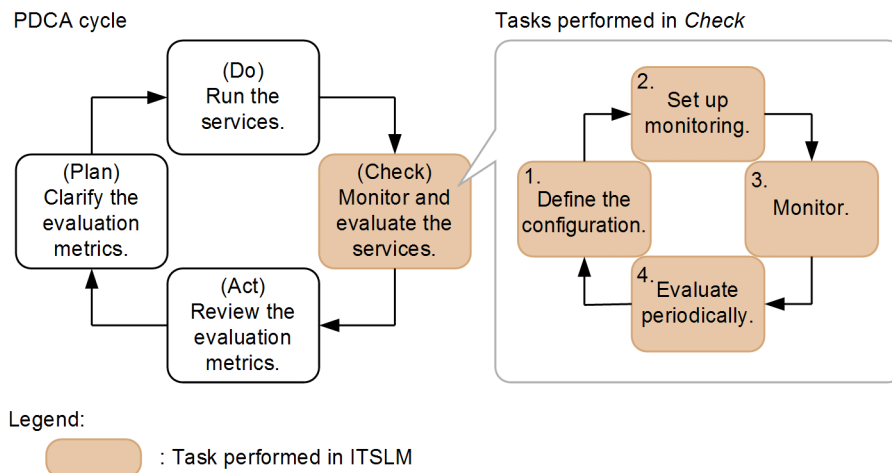 PDCA cycle
Tasks performed in Check
(Do)
Run the
services.
(Plan)
Clarify the
evaluation
metrics.
(Check)
Monitor and
evaluate the
services.
(Act)
Review the
evaluation
metrics.
2.
Set up
monitoring.
1.
Define the
configuration.
3.
Monitor.
4.
Evaluate
periodically.
Legend:
: Task performed in ITSLM